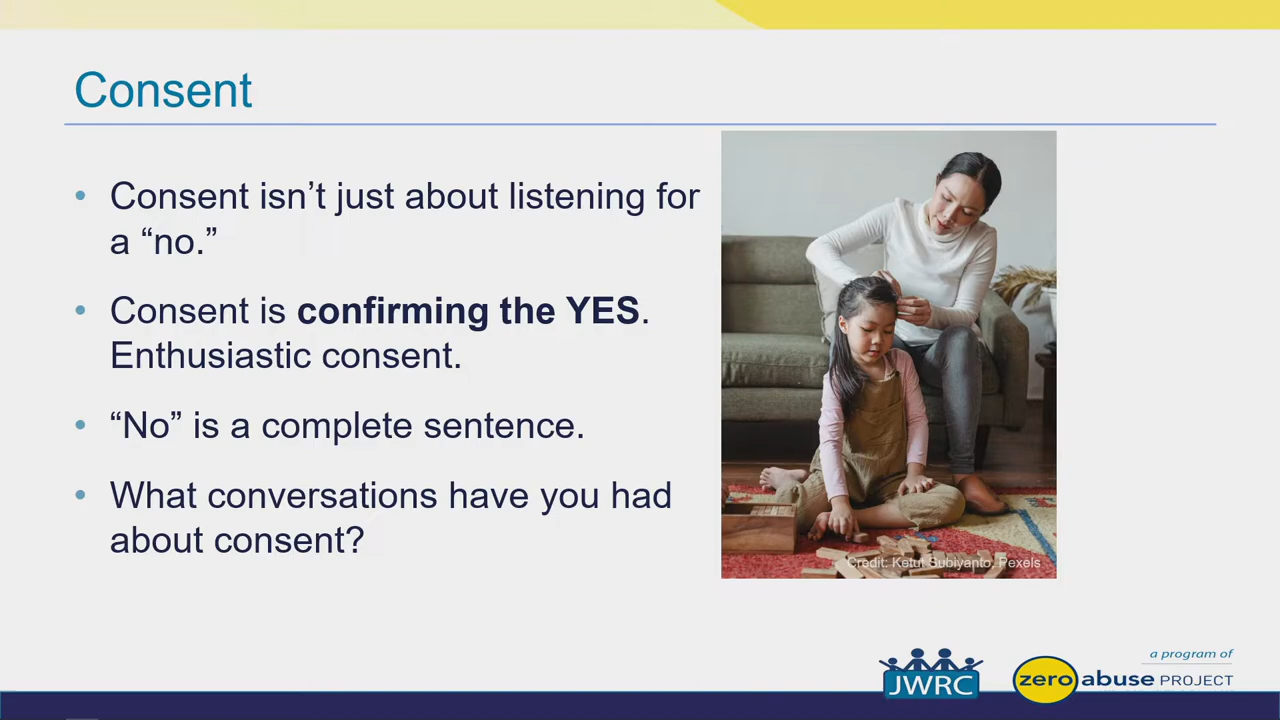 Consent
• Consent isn’t just about listening for
a “no.”
• Consent is confirming the YES.
Enthusiastic consent.
• “No” is a complete sentence.
• What conversations have you had
about consent?
Credit: Ketut Subiyanto, Pexels
JWRC
a program of
zero abuse PROJECT